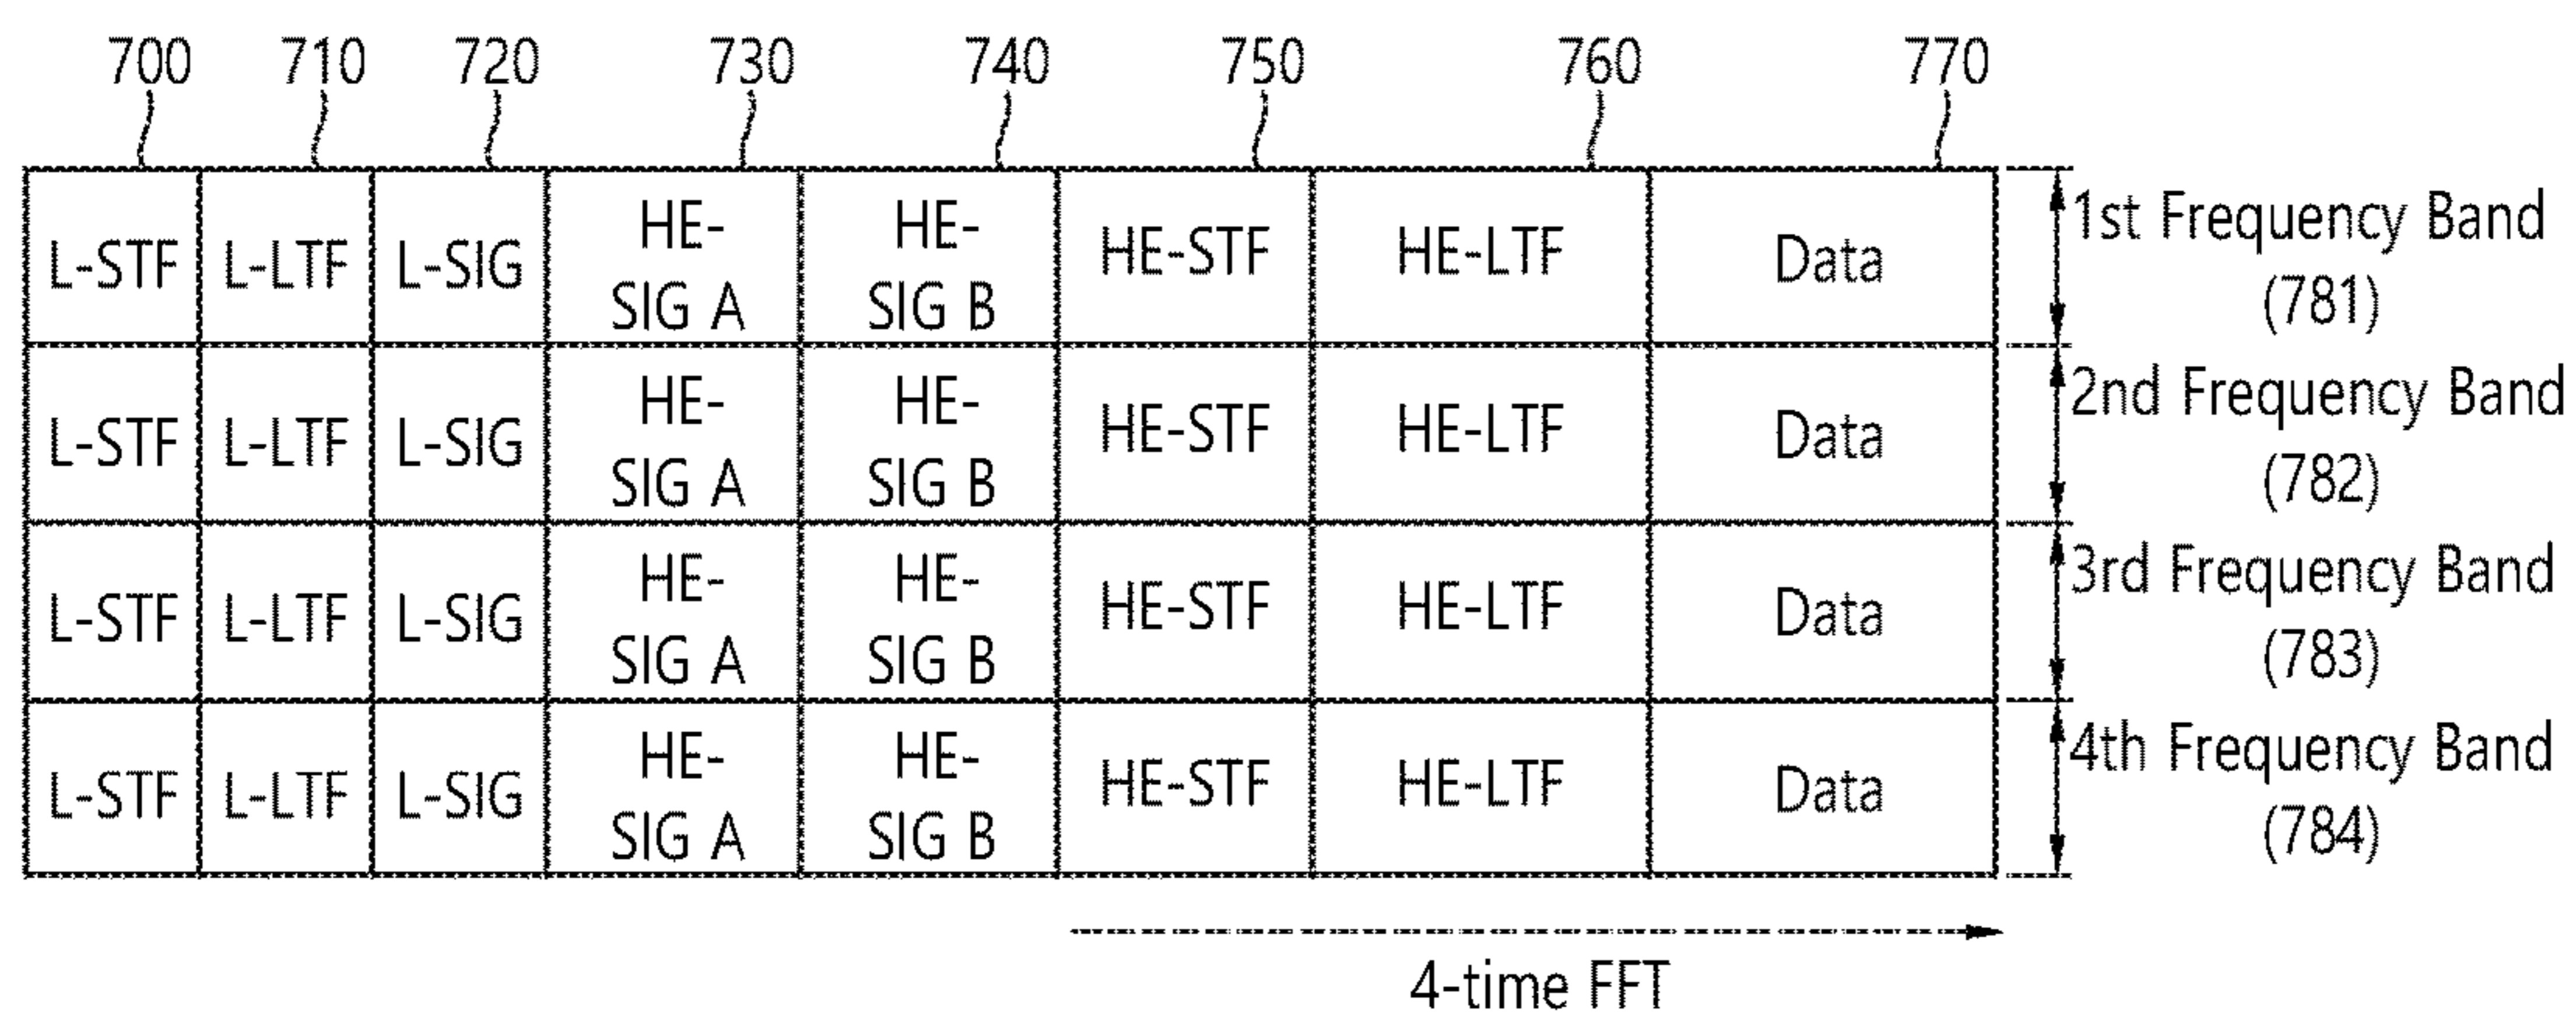 700 710 720 730 740 750 760 770
L-STF L-LTF L-SIG HE-SIG A HE-SIG B HE-STF HE-LTF Data 1st Frequency Band (781)
L-STF L-LTF L-SIG HE-SIG A HE-SIG B HE-STF HE-LTF Data 2nd Frequency Band (782)
L-STF L-LTF L-SIG HE-SIG A HE-SIG B HE-STF HE-LTF Data 3rd Frequency Band (783)
L-STF L-LTF L-SIG HE-SIG A HE-SIG B HE-STF HE-LTF Data 4th Frequency Band (784)
4-time FFT